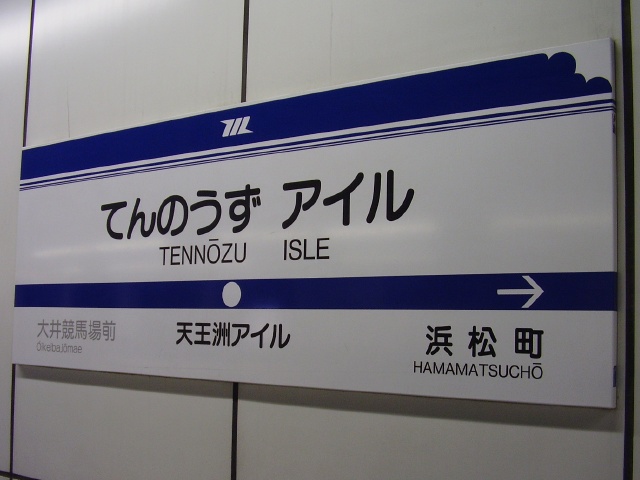 てんのうず アイル
TENNŌZU ISLE
大井競馬場前
Ōikeibajōmae
天王洲アイル
浜松町
HAMAMATSUCHŌ